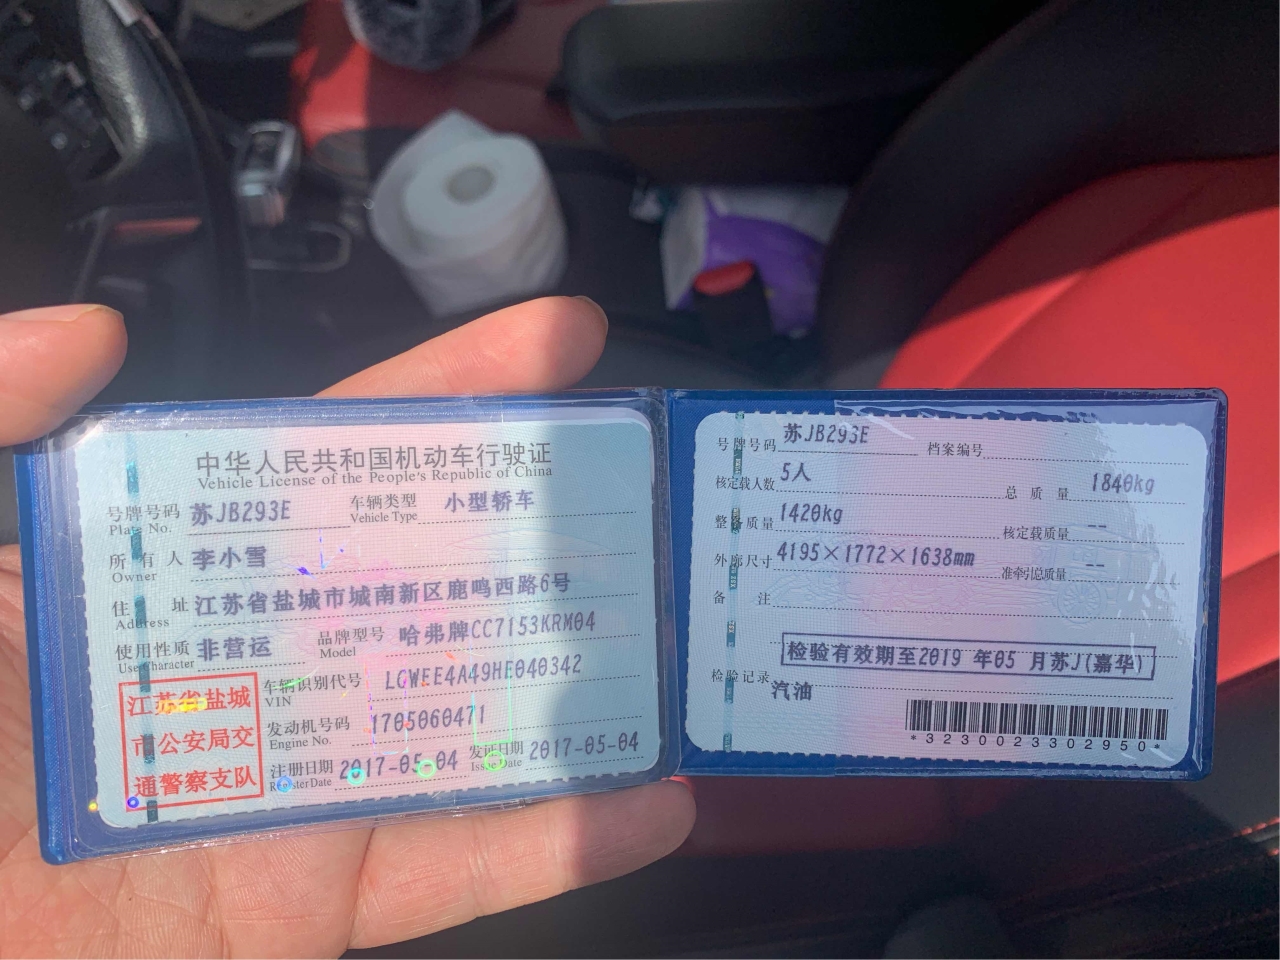 中华人民共和国机动车行驶证
Vehicle License of the People's Republic of China
号牌号码 苏JB293E 车辆类型 小型轿车
Plate No. Vehicle Type
所有人 李小雪
Owner
住址 江苏省盐城市城南新区鹿鸣西路6号
Address
使用性质 非营运 品牌型号 哈弗牌CC7153KRM04
Use Character Model
江苏省盐城
市公安局交
通警察支队
车辆识别代号 LGWEE4A49HE040342
VIN
发动机号码 1705060471
Engine No.
注册日期 2017-05-04 发证日期 2017-05-04
Register Date Issue Date
号牌号码 苏JB293E 档案编号
核定载人数 5人 总质量 1840kg
整备质量 1420kg 核定载质量 --
外廓尺寸 4195×1772×1638mm 准牵引总质量 --
备注
检验有效期至2019 年05 月苏J(嘉华)
检验记录
汽油
*3230023302950*